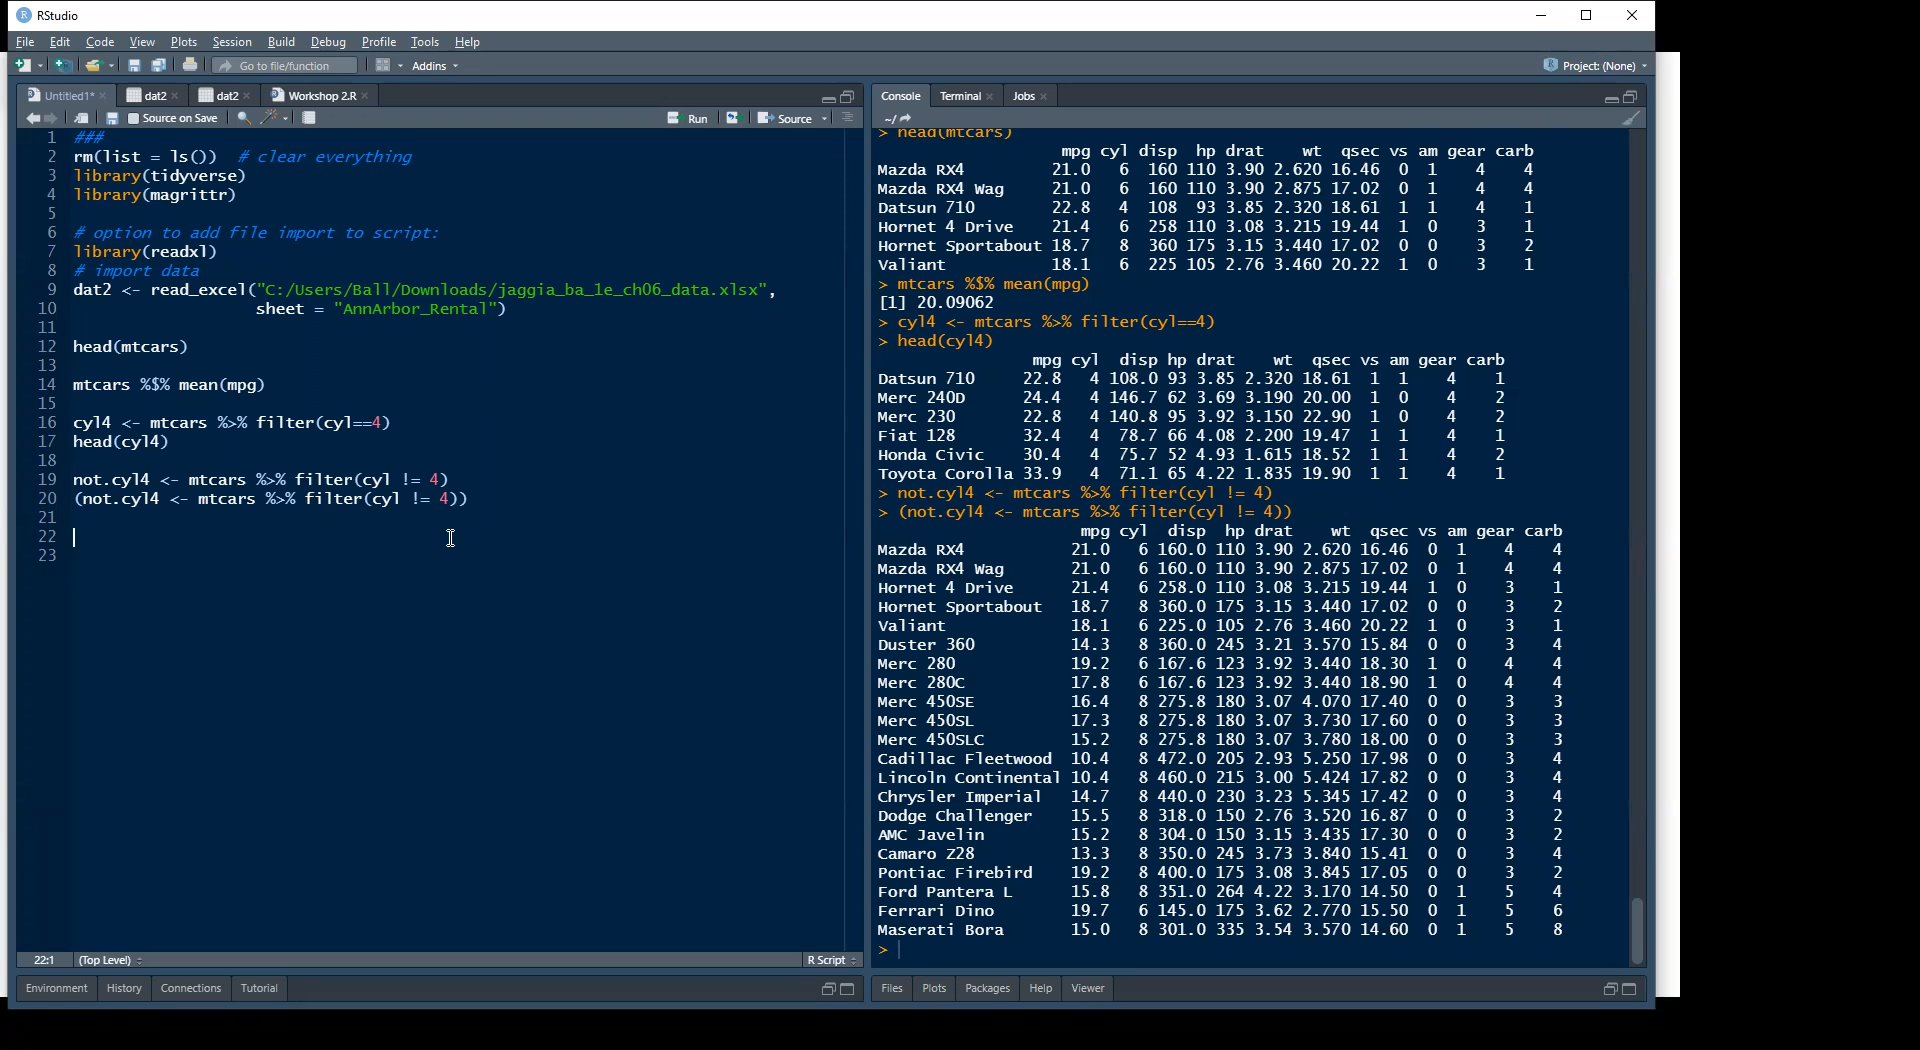 RStudio
File Edit Code View Plots Session Build Debug Profile Tools Help
Go to file/function Addins Project: (None)
Untitled1* dat2 dat2 Workshop 2.R
Source on Save Run Source
1 ###
2 rm(list = ls())  # clear everything
3 library(tidyverse)
4 library(magrittr)
5
6 # option to add file import to script:
7 library(readxl)
8 # import data
9 dat2 <- read_excel("C:/Users/Ball/Downloads/jaggia_ba_1e_ch06_data.xlsx",
10 sheet = "AnnArbor_Rental")
11
12 head(mtcars)
13
14 mtcars %$% mean(mpg)
15
16 cyl4 <- mtcars %>% filter(cyl==4)
17 head(cyl4)
18
19 not.cyl4 <- mtcars %>% filter(cyl != 4)
20 (not.cyl4 <- mtcars %>% filter(cyl != 4))
21
22
23
22:1 (Top Level) R Script
Environment History Connections Tutorial
Console Terminal Jobs
~/
> head(mtcars)
mpg cyl disp hp drat wt qsec vs am gear carb
Mazda RX4 21.0 6 160 110 3.90 2.620 16.46 0 1 4 4
Mazda RX4 Wag 21.0 6 160 110 3.90 2.875 17.02 0 1 4 4
Datsun 710 22.8 4 108 93 3.85 2.320 18.61 1 1 4 1
Hornet 4 Drive 21.4 6 258 110 3.08 3.215 19.44 1 0 3 1
Hornet Sportabout 18.7 8 360 175 3.15 3.440 17.02 0 0 3 2
Valiant 18.1 6 225 105 2.76 3.460 20.22 1 0 3 1
> mtcars %$% mean(mpg)
[1] 20.09062
> cyl4 <- mtcars %>% filter(cyl==4)
> head(cyl4)
mpg cyl disp hp drat wt qsec vs am gear carb
Datsun 710 22.8 4 108.0 93 3.85 2.320 18.61 1 1 4 1
Merc 240D 24.4 4 146.7 62 3.69 3.190 20.00 1 0 4 2
Merc 230 22.8 4 140.8 95 3.92 3.150 22.90 1 0 4 2
Fiat 128 32.4 4 78.7 66 4.08 2.200 19.47 1 1 4 1
Honda Civic 30.4 4 75.7 52 4.93 1.615 18.52 1 1 4 2
Toyota Corolla 33.9 4 71.1 65 4.22 1.835 19.90 1 1 4 1
> not.cyl4 <- mtcars %>% filter(cyl != 4)
> (not.cyl4 <- mtcars %>% filter(cyl != 4))
mpg cyl disp hp drat wt qsec vs am gear carb
Mazda RX4 21.0 6 160.0 110 3.90 2.620 16.46 0 1 4 4
Mazda RX4 Wag 21.0 6 160.0 110 3.90 2.875 17.02 0 1 4 4
Hornet 4 Drive 21.4 6 258.0 110 3.08 3.215 19.44 1 0 3 1
Hornet Sportabout 18.7 8 360.0 175 3.15 3.440 17.02 0 0 3 2
Valiant 18.1 6 225.0 105 2.76 3.460 20.22 1 0 3 1
Duster 360 14.3 8 360.0 245 3.21 3.570 15.84 0 0 3 4
Merc 280 19.2 6 167.6 123 3.92 3.440 18.30 1 0 4 4
Merc 280C 17.8 6 167.6 123 3.92 3.440 18.90 1 0 4 4
Merc 450SE 16.4 8 275.8 180 3.07 4.070 17.40 0 0 3 3
Merc 450SL 17.3 8 275.8 180 3.07 3.730 17.60 0 0 3 3
Merc 450SLC 15.2 8 275.8 180 3.07 3.780 18.00 0 0 3 3
Cadillac Fleetwood 10.4 8 472.0 205 2.93 5.250 17.98 0 0 3 4
Lincoln Continental 10.4 8 460.0 215 3.00 5.424 17.82 0 0 3 4
Chrysler Imperial 14.7 8 440.0 230 3.23 5.345 17.42 0 0 3 4
Dodge Challenger 15.5 8 318.0 150 2.76 3.520 16.87 0 0 3 2
AMC Javelin 15.2 8 304.0 150 3.15 3.435 17.30 0 0 3 2
Camaro Z28 13.3 8 350.0 245 3.73 3.840 15.41 0 0 3 4
Pontiac Firebird 19.2 8 400.0 175 3.08 3.845 17.05 0 0 3 2
Ford Pantera L 15.8 8 351.0 264 4.22 3.170 14.50 0 1 5 4
Ferrari Dino 19.7 6 145.0 175 3.62 2.770 15.50 0 1 5 6
Maserati Bora 15.0 8 301.0 335 3.54 3.570 14.60 0 1 5 8
>
Files Plots Packages Help Viewer